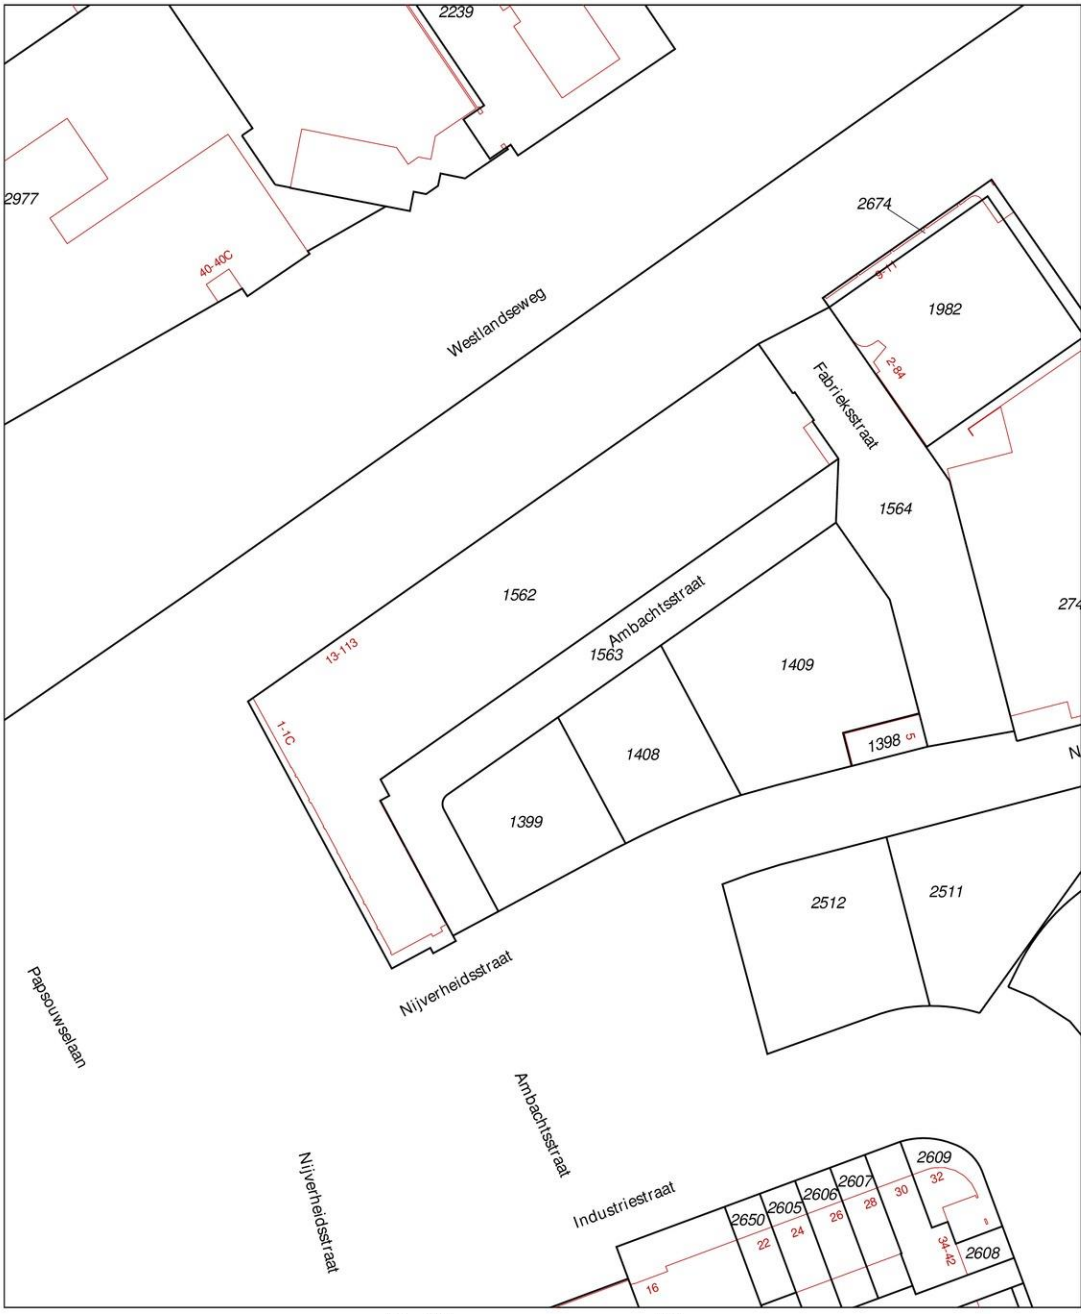 2239
2977
40-40C
Westlandseweg
2674
9-11
1982
2-84
Fabrieksstraat
1564
1562
Ambachtsstraat
1563
274
13-113
1409
1-1C
1398
5
1408
N
1399
2512
2511
Nijverheidsstraat
Papsouwselaan
Ambachtsstraat
Nijverheidsstraat
Industriestraat
2609
32
2607
2606
2605
2650
30
28
26
24
22
34-42
2608
16